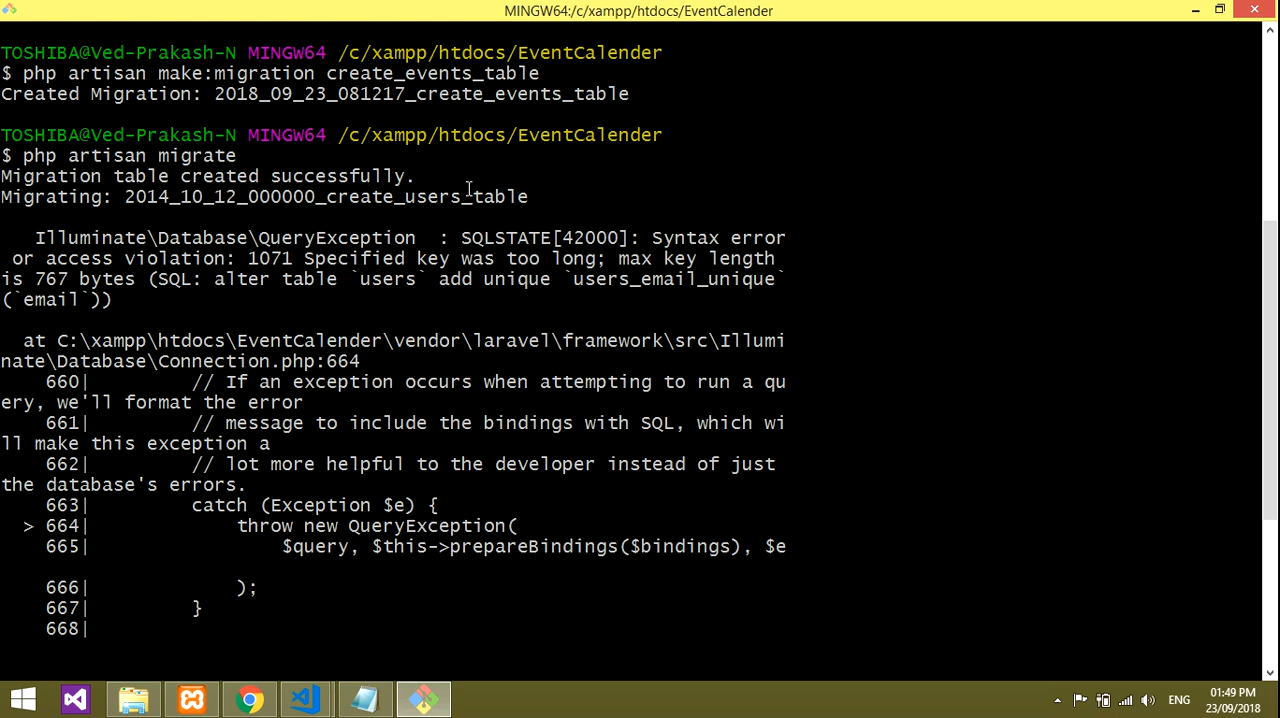 MINGW64:/c/xampp/htdocs/EventCalender
TOSHIBA@Ved-Prakash-N MINGW64 /c/xampp/htdocs/EventCalender
$ php artisan make:migration create_events_table
Created Migration: 2018_09_23_081217_create_events_table
TOSHIBA@Ved-Prakash-N MINGW64 /c/xampp/htdocs/EventCalender
$ php artisan migrate
Migration table created successfully.
Migrating: 2014_10_12_000000_create_users_table
Illuminate\Database\QueryException  : SQLSTATE[42000]: Syntax error
or access violation: 1071 Specified key was too long; max key length
is 767 bytes (SQL: alter table `users` add unique `users_email_unique`
(`email`))
at C:\xampp\htdocs\EventCalender\vendor\laravel\framework\src\Illumi
nate\Database\Connection.php:664
660|         // If an exception occurs when attempting to run a qu
ery, we'll format the error
661|         // message to include the bindings with SQL, which wi
ll make this exception a
662|         // lot more helpful to the developer instead of just
the database's errors.
663|         catch (Exception $e) {
> 664|             throw new QueryException(
665|                 $query, $this->prepareBindings($bindings), $e
666|             );
667|         }
668|
ENG
01:49 PM
23/09/2018